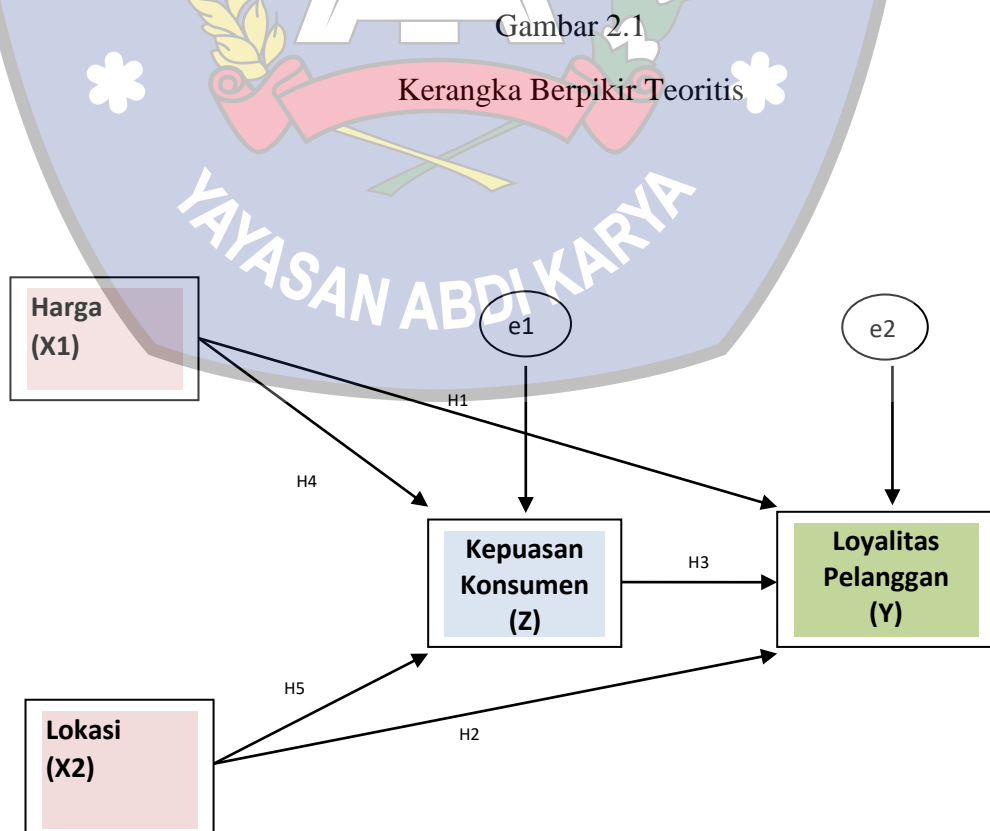 Gambar 2.1
Kerangka Berpikir Teoritis
YAYASAN ABDI KARYA
Harga
(X1)
e1
e2
H1
H4
Kepuasan
Konsumen
(Z)
H3
Loyalitas
Pelanggan
(Y)
H5
H2
Lokasi
(X2)